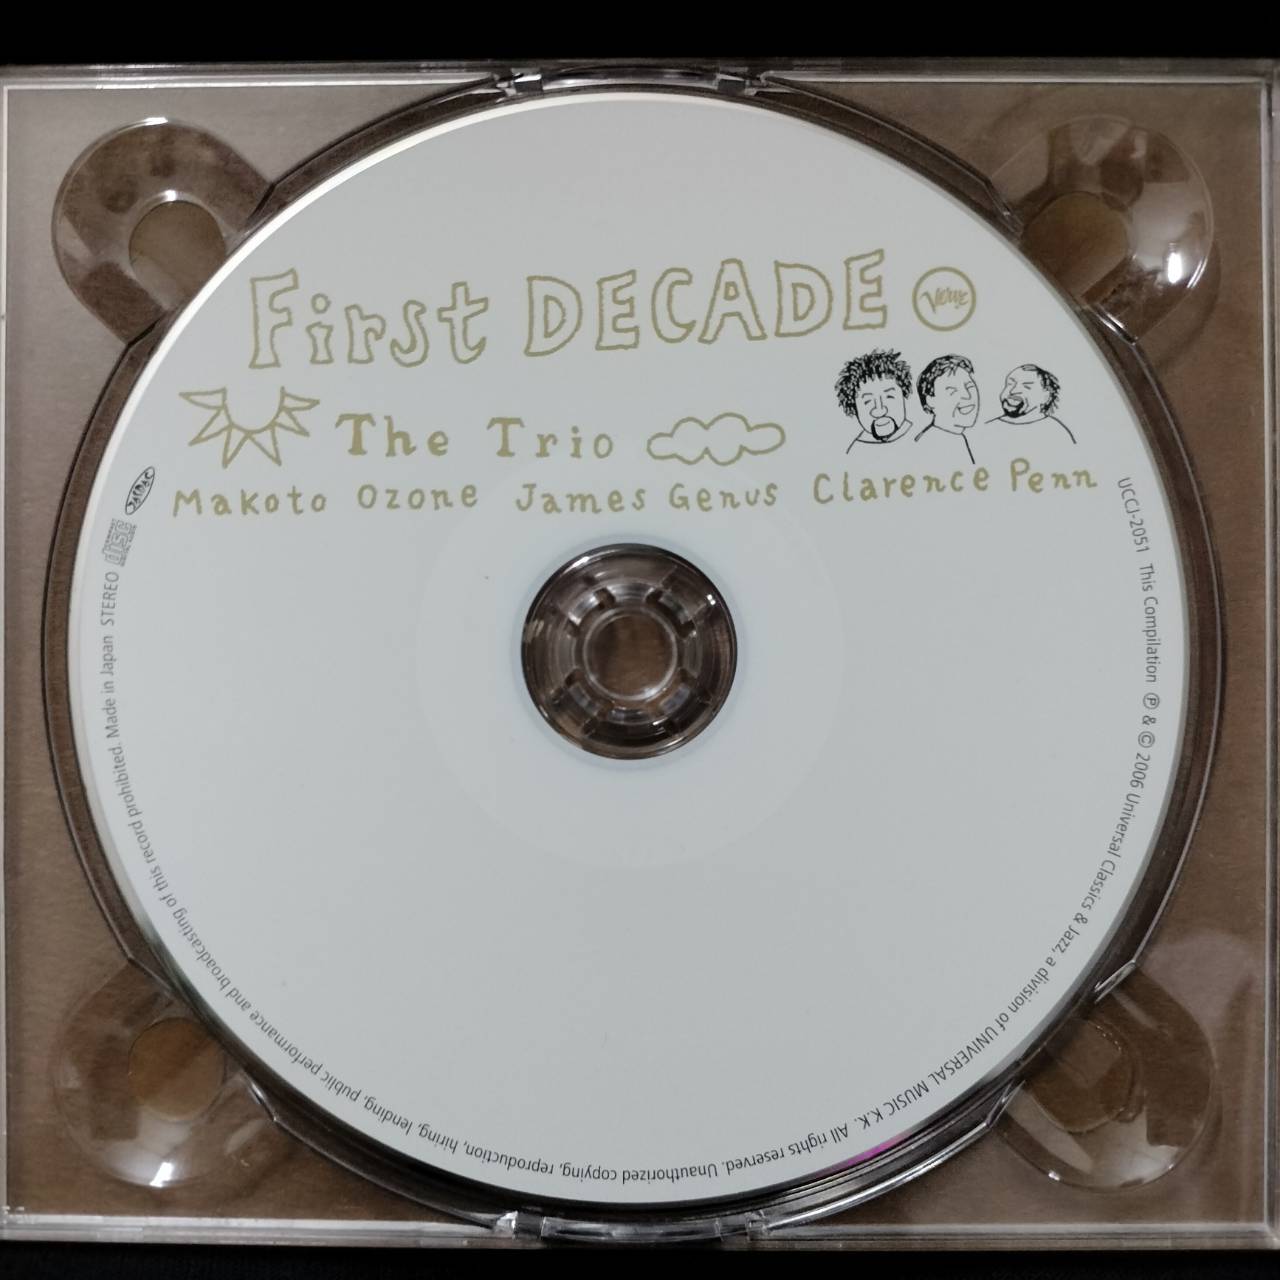 First DECADE Verve
The Trio
Makoto Ozone James Genus Clarence Penn
UCCJ-2051 This Compilation ℗ & © 2006 Universal Classics & Jazz, a division of UNIVERSAL MUSIC K.K. All rights reserved. Unauthorized copying, reproduction, hiring, lending, public performance and broadcasting of this record prohibited. Made in Japan STEREO
disc